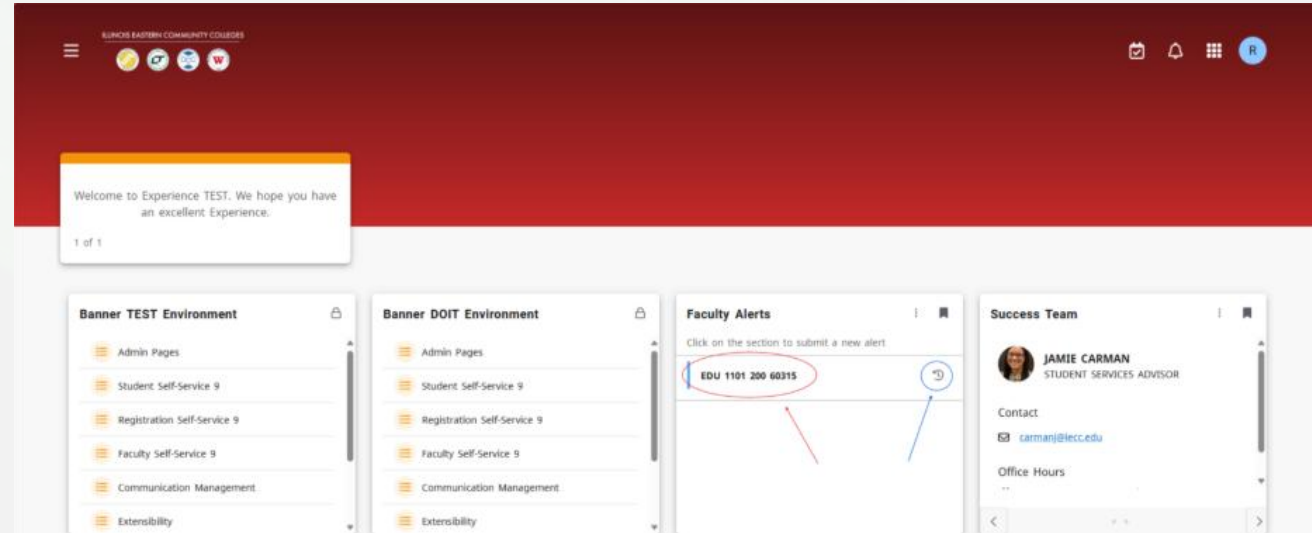 ILLINOIS EASTERN COMMUNITY COLLEGES
W
R
Welcome to Experience TEST. We hope you have
an excellent Experience.
1 of 1
Banner TEST Environment
Admin Pages
Student Self-Service 9
Registration Self-Service 9
Faculty Self-Service 9
Communication Management
Extensibility
Banner DOIT Environment
Admin Pages
Student Self-Service 9
Registration Self-Service 9
Faculty Self-Service 9
Communication Management
Extensibility
Faculty Alerts
Click on the section to submit a new alert
EDU 1101 200 60315
Success Team
JAMIE CARMAN
STUDENT SERVICES ADVISOR
Contact
carmanj@iecc.edu
Office Hours